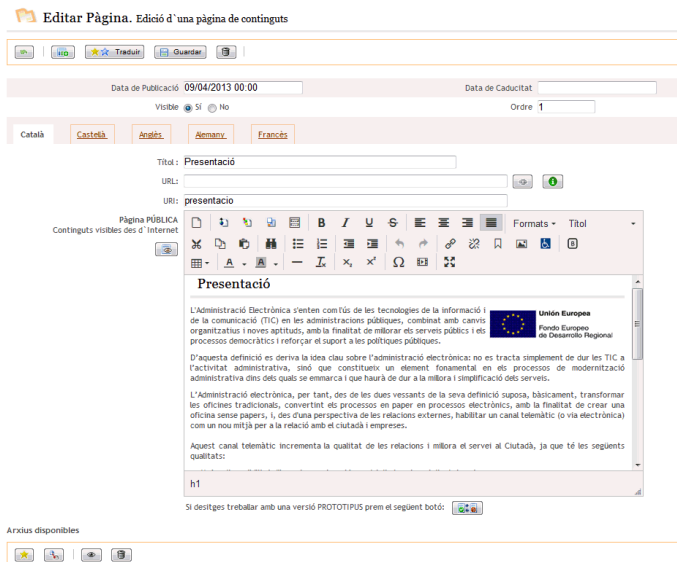 Editar Pàgina. Edició d`una pàgina de continguts
Traduir Guardar
Data de Publicació 09/04/2013 00:00 Data de Caducitat
Visible Sí No Ordre 1
Català Castellà Anglès Alemany Francès
Títol : Presentació
URL:
URI: presentacio
Pàgina PÚBLICA
Continguts visibles des d`Internet
B I U S Formats Títol
Presentació
L'Administració Electrònica s'enten com l'ús de les tecnologies de la informació i
de la comunicació (TIC) en les administracions públiques, combinat amb canvis
organitzatius i noves aptituds, amb la finalitat de millorar els serveis públics i els
processos democràtics i reforçar el suport a les polítiques públiques.
Unión Europea
Fondo Europeo
de Desarrollo Regional
D'aquesta definició es deriva la idea clau sobre l'administració electrònica: no es tracta simplement de dur les TIC a
l'activitat administrativa, sinó que constitueix un element fonamental en els processos de modernització
administrativa dins dels quals se emmarca i que haurà de dur a la millora i simplificació dels serveis.
L'Administració electrònica, per tant, des de les dues vessants de la seva definició suposa, bàsicament, transformar
les oficines tradicionals, convertint els processos en paper en processos electrònics, amb la finalitat de crear una
oficina sense papers, i, des d'una perspectiva de les relacions externes, habilitar un canal telemàtic (o via electrònica)
com un nou mitjà per a la relació amb el ciutadà i empreses.
Aquest canal telemàtic incrementa la qualitat de les relacions i millora el servei al Ciutadà, ja que té les següents
qualitats:
h1
Si desitges treballar amb una versió PROTOTIPUS prem el següent botó:
Arxius disponibles